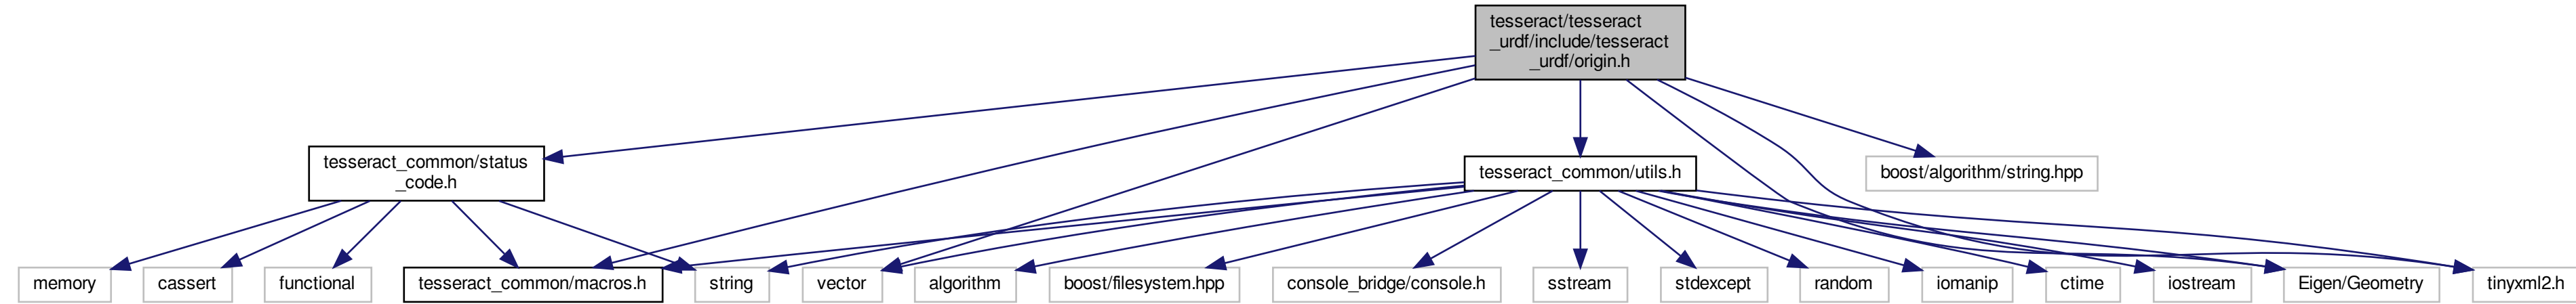 tesseract/tesseract
_urdf/include/tesseract
_urdf/origin.h
tesseract_common/status
_code.h
tesseract_common/utils.h
boost/algorithm/string.hpp
memory
cassert
functional
tesseract_common/macros.h
string
vector
algorithm
boost/filesystem.hpp
console_bridge/console.h
sstream
stdexcept
random
iomanip
ctime
iostream
Eigen/Geometry
tinyxml2.h